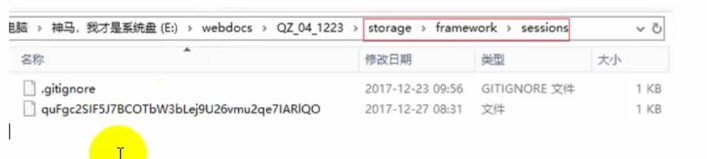 电脑 > 神马，我才是系统盘 (E:) > webdocs > QZ_04_1223 > storage > framework > sessions
名称 修改日期 类型 大小
.gitignore 2017-12-23 09:56 GITIGNORE 文件 1 KB
quFgc2SIF5J7BCOTbW3bLej9U26vmu2qe7IARlQO 2017-12-27 08:31 文件 1 KB